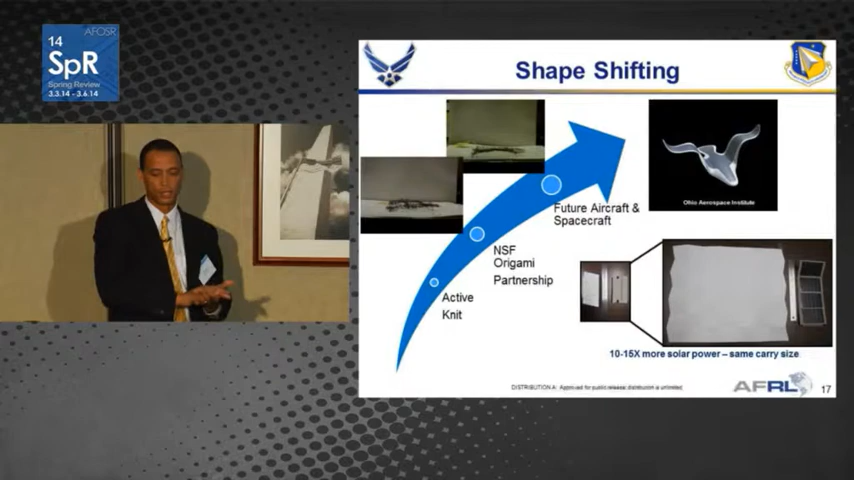 AFOSR
14
SpR
Spring Review
3.3.14 - 3.6.14
Shape Shifting
Ohio Aerospace Institute
Future Aircraft &
Spacecraft
NSF
Origami
Partnership
Active
Knit
10-15X more solar power – same carry size
DISTRIBUTION A: Approved for public release; distribution is unlimited
AFRL
17